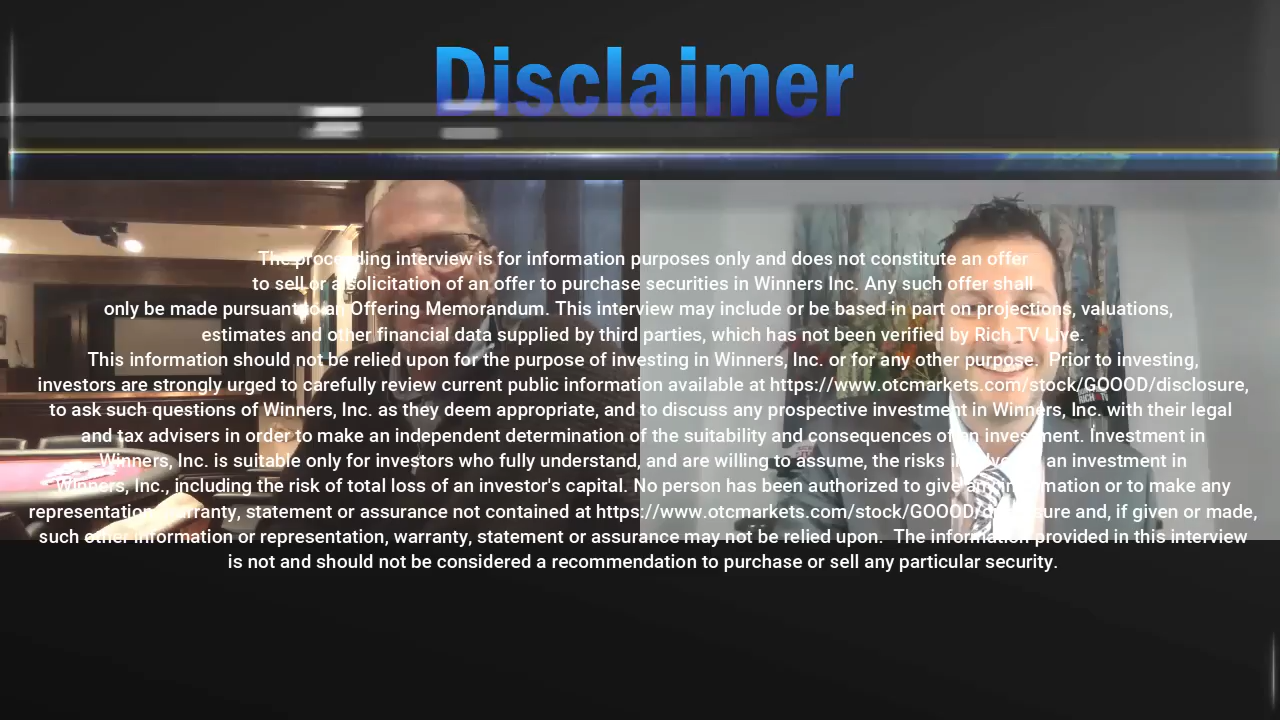 Disclaimer
The proceeding interview is for information purposes only and does not constitute an offer
to sell or a solicitation of an offer to purchase securities in Winners Inc. Any such offer shall
only be made pursuant to an Offering Memorandum. This interview may include or be based in part on projections, valuations,
estimates and other financial data supplied by third parties, which has not been verified by Rich TV Live.
This information should not be relied upon for the purpose of investing in Winners, Inc. or for any other purpose. Prior to investing,
investors are strongly urged to carefully review current public information available at https://www.otcmarkets.com/stock/GOOOD/disclosure,
to ask such questions of Winners, Inc. as they deem appropriate, and to discuss any prospective investment in Winners, Inc. with their legal
and tax advisers in order to make an independent determination of the suitability and consequences of an investment. Investment in
Winners, Inc. is suitable only for investors who fully understand, and are willing to assume, the risks involved in an investment in
Winners, Inc., including the risk of total loss of an investor's capital. No person has been authorized to give any information or to make any
representation, warranty, statement or assurance not contained at https://www.otcmarkets.com/stock/GOOOD/disclosure and, if given or made,
such other information or representation, warranty, statement or assurance may not be relied upon. The information provided in this interview
is not and should not be considered a recommendation to purchase or sell any particular security.
RICH TV